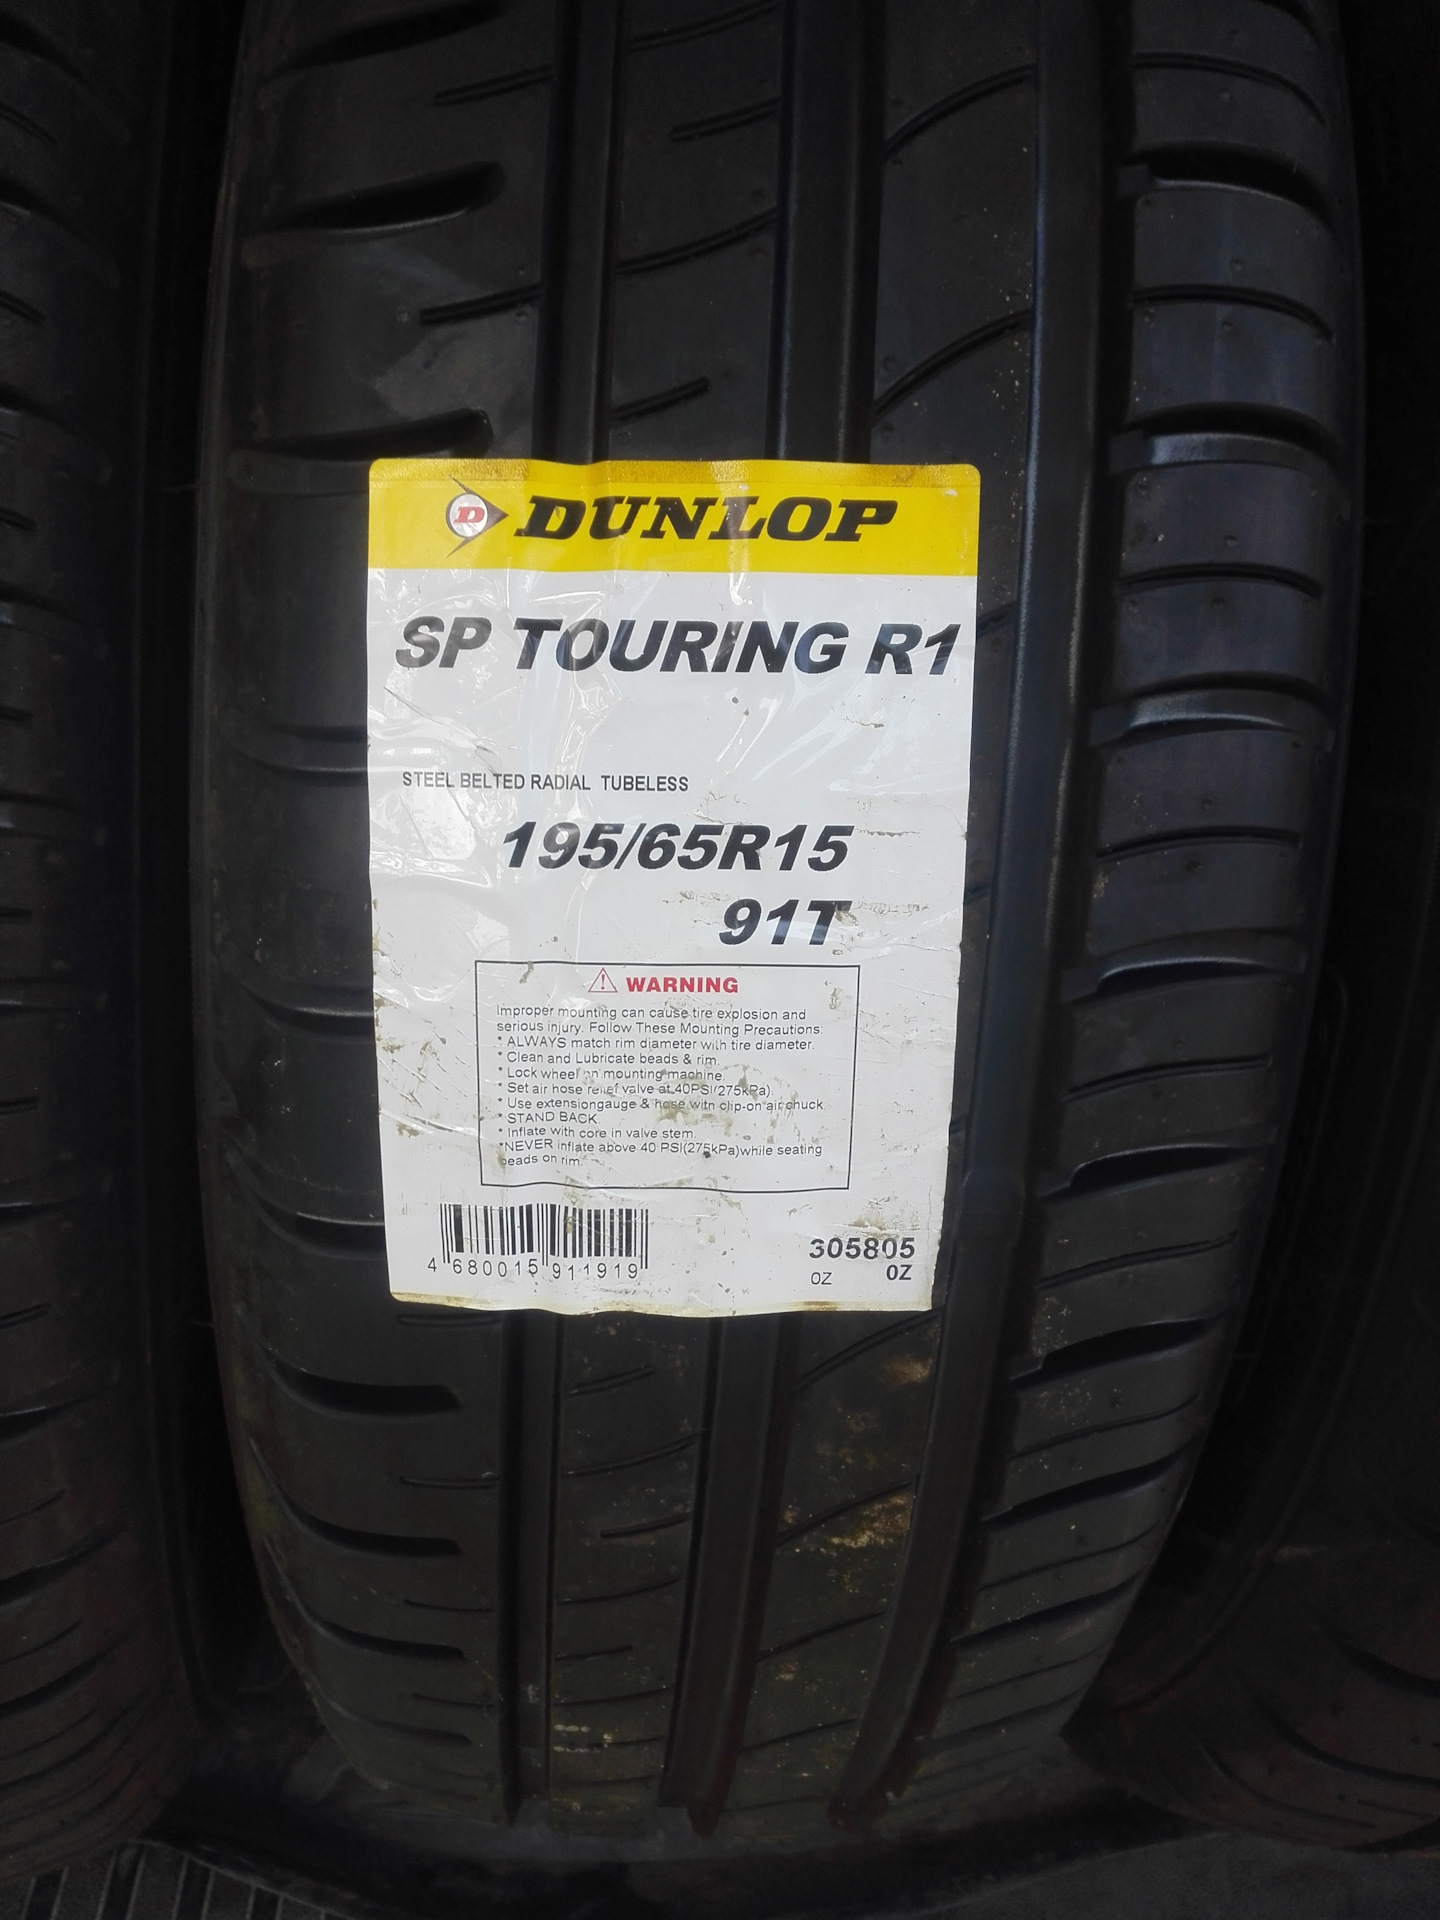 D DUNLOP
SP TOURING R1
STEEL BELTED RADIAL TUBELESS
195/65R15
91T
WARNING
Improper mounting can cause tire explosion and
serious injury. Follow These Mounting Precautions:
* ALWAYS match rim diameter with tire diameter.
* Clean and Lubricate beads & rim.
* Lock wheel on mounting machine.
* Set air hose relief valve at 40PSI(275kPa).
* Use extensiongauge & hose with clip-on air chuck
* STAND BACK.
* Inflate with core in valve stem.
*NEVER inflate above 40 PSI(275kPa)while seating
beads on rim.
4 680015 911919
305805
OZ OZ